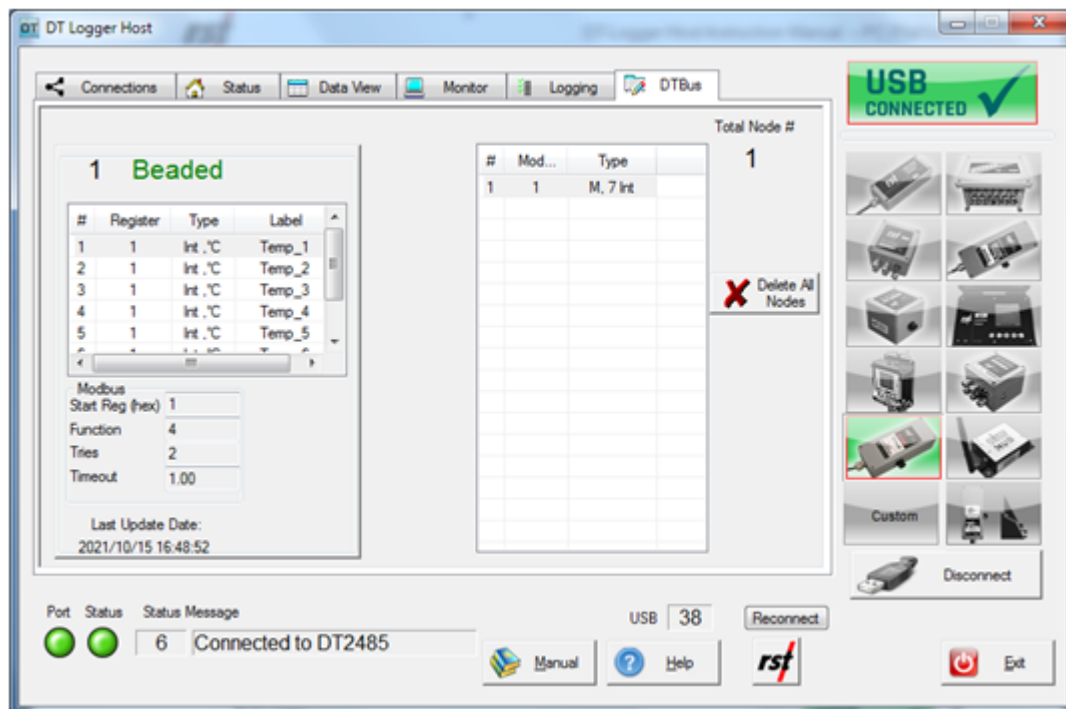 DT DT Logger Host
Connections Status Data View Monitor Logging DTBus
USB
CONNECTED
Total Node #
1
1 Beaded
# Register Type Label
1 1 Int ,°C Temp_1
2 1 Int ,°C Temp_2
3 1 Int ,°C Temp_3
4 1 Int ,°C Temp_4
5 1 Int ,°C Temp_5
# Mod... Type
1 1 M, 7 Int
Delete All
Nodes
Modbus
Start Reg (hex) 1
Function 4
Tries 2
Timeout 1.00
Last Update Date:
2021/10/15 16:48:52
Custom
Disconnect
Port Status Status Message
6 Connected to DT2485
USB 38
Reconnect
Manual
Help
rst
Exit